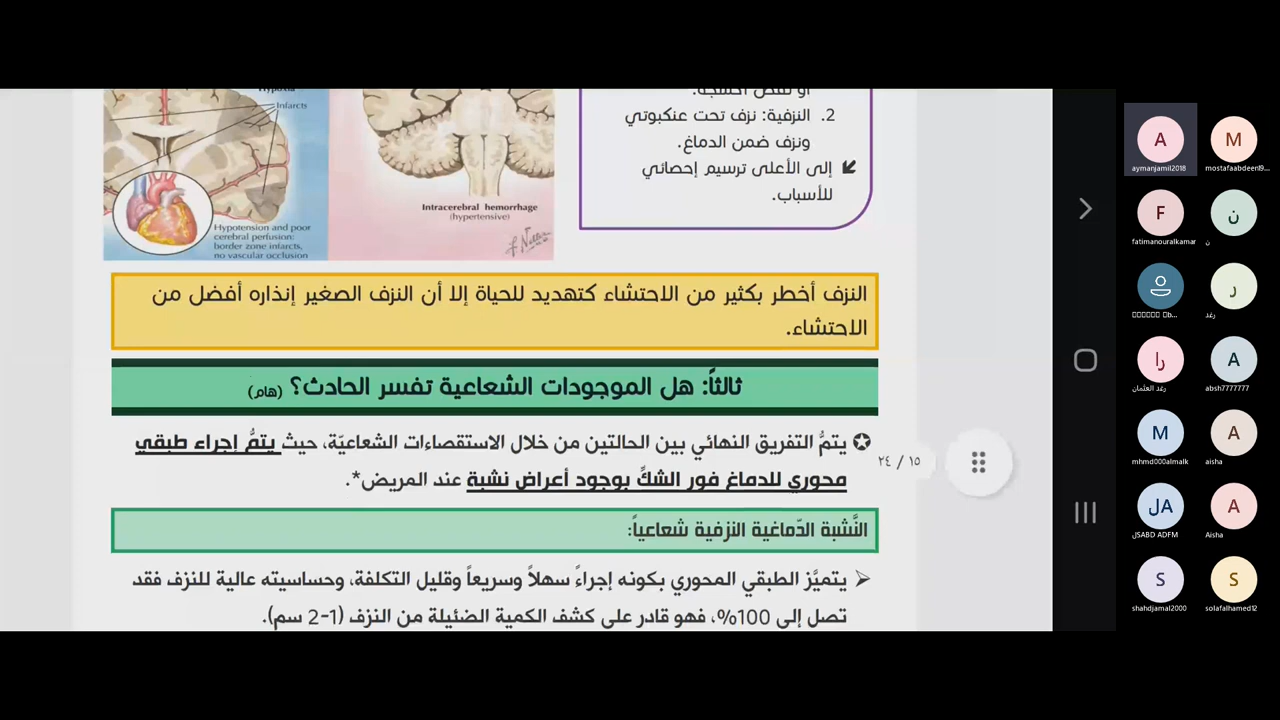 Hypoxia
Infarcts
Hypotension and poor
cerebral perfusion:
border zone infarcts,
no vascular occlusion
Intracerebral hemorrhage
(hypertensive)
أو نقص أكسجة.
2. النزفية: نزف تحت عنكبوتي
ونزف ضمن الدماغ.
إلى الأعلى ترسيم إحصائي
للأسباب.
النزف أخطر بكثير من الاحتشاء كتهديد للحياة إلا أن النزف الصغير إنذاره أفضل من
الاحتشاء.
ثالثاً: هل الموجودات الشعاعية تفسر الحادث؟ (هام)
يتمُّ التفريق النهائي بين الحالتين من خلال الاستقصاءات الشعاعيّة، حيث يتمُّ إجراء طبقي
محوري للدماغ فور الشكِّ بوجود أعراض نشبة عند المريض*.
النَّشبة الدّماغية النزفية شعاعياً:
يتميَّز الطبقي المحوري بكونه إجراءً سهلاً وسريعاً وقليل التكلفة، وحساسيته عالية للنزف فقد
تصل إلى 100%، فهو قادر على كشف الكمية الضئيلة من النزف (1-2 سم).
١٥ / ٢٤
A
aymanjamil2018
M
mostafaabdeen19...
F
fatimanouralkamar
ن
ن
ر
رغد
را
رغد العثمان
A
absh7777777
M
mhmd000almalk
A
aisha
JA
JSABD ADFM
A
Aisha
S
shahdjamal2000
S
solafalhamed12